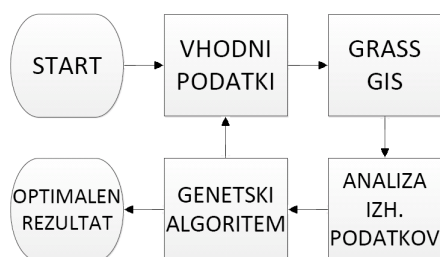 START
VHODNI
PODATKI
GRASS
GIS
ANALIZA
IZH.
PODATKOV
GENETSKI
ALGORITEM
OPTIMALEN
REZULTAT